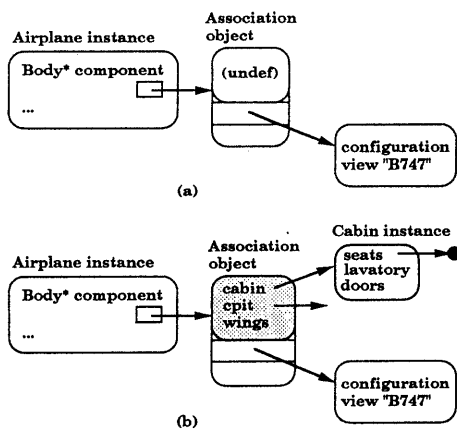 Airplane instance
Association
object
Body* component
...
(undef)
configuration
view "B747"
(a)
Airplane instance
Association
object
Cabin instance
Body* component
...
cabin
cpit
wings
seats
lavatory
doors
configuration
view "B747"
(b)